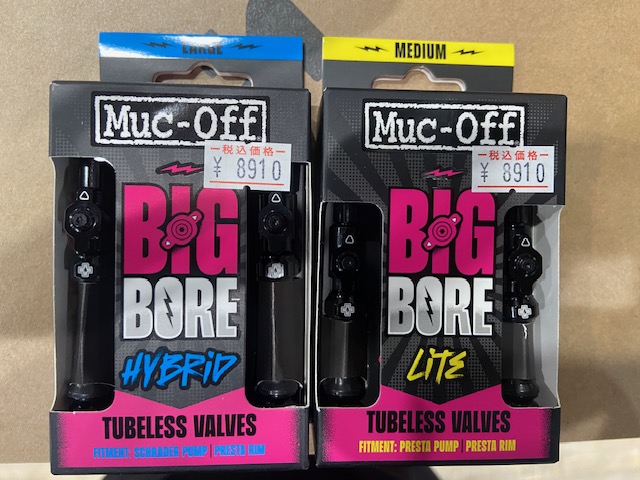 LARGE
Muc-Off
税込価格
¥8910
BIG
BORE
HYBRID
TUBELESS VALVES
FITMENT: SCHRADER PUMP | PRESTA RIM
MEDIUM
Muc-Off
税込価格
¥8910
BIG
BORE
LITE
TUBELESS VALVES
FITMENT: PRESTA PUMP | PRESTA RIM